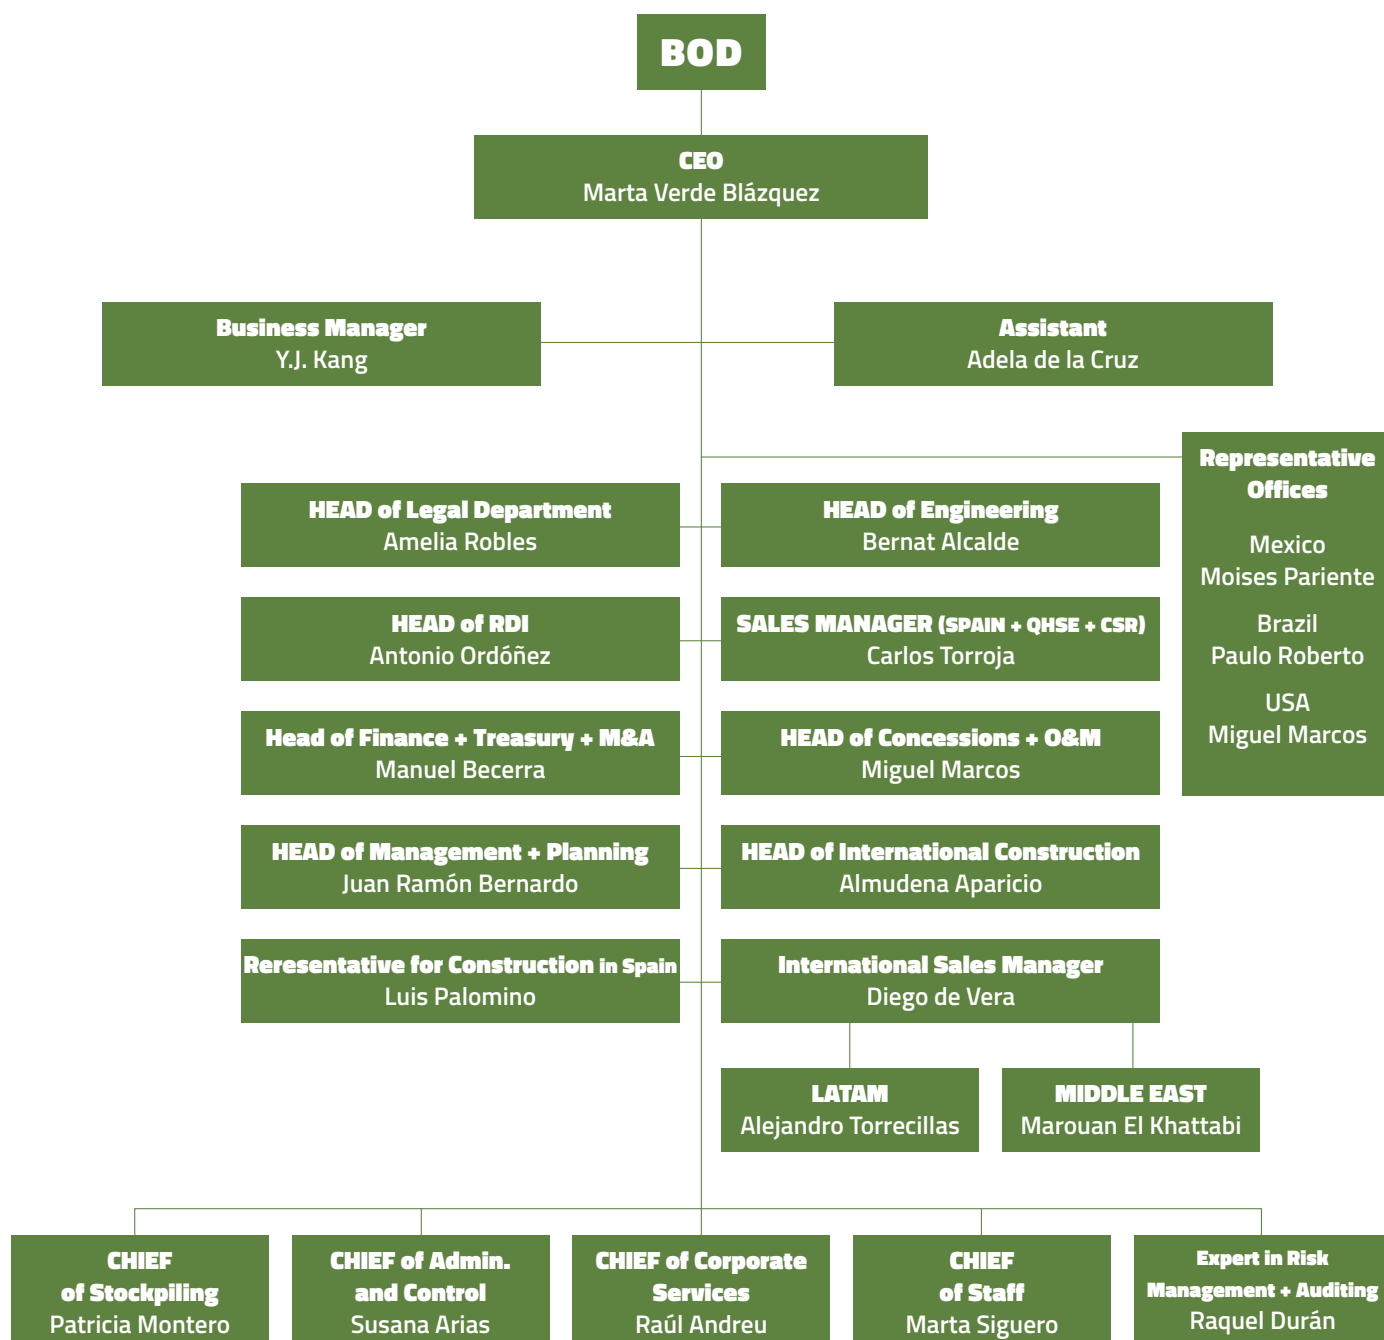 BOD
CEO
Marta Verde Blázquez
Business Manager
Y.J. Kang
Assistant
Adela de la Cruz
Representative
Offices
Mexico
Moises Pariente
Brazil
Paulo Roberto
USA
Miguel Marcos
HEAD of Legal Department
Amelia Robles
HEAD of Engineering
Bernat Alcalde
HEAD of RDI
Antonio Ordóñez
SALES MANAGER (SPAIN + QHSE + CSR)
Carlos Torroja
Head of Finance + Treasury + M&A
Manuel Becerra
HEAD of Concessions + O&M
Miguel Marcos
HEAD of Management + Planning
Juan Ramón Bernardo
HEAD of International Construction
Almudena Aparicio
Reresentative for Construction in Spain
Luis Palomino
International Sales Manager
Diego de Vera
LATAM
Alejandro Torrecillas
MIDDLE EAST
Marouan El Khattabi
CHIEF
of Stockpiling
Patricia Montero
CHIEF of Admin.
and Control
Susana Arias
CHIEF of Corporate
Services
Raúl Andreu
CHIEF
of Staff
Marta Siguero
Expert in Risk
Management + Auditing
Raquel Durán